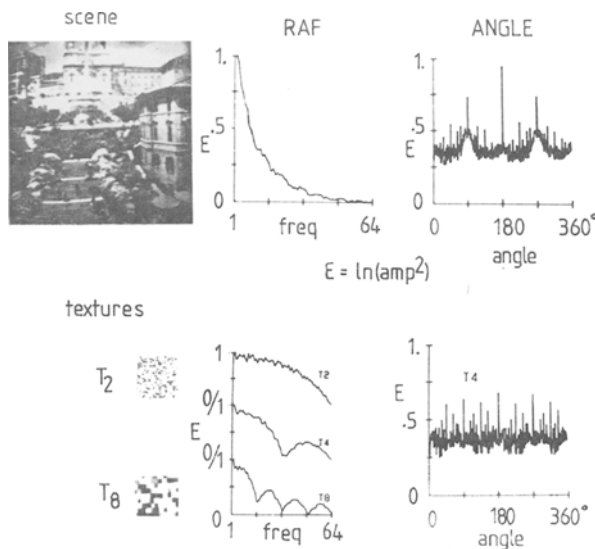 scene
RAF
ANGLE
1.
.5
E
0
1
freq
64
1.
.5
E
0
0
180
360°
angle
E = ln(amp²)
textures
T2
T8
1
0/1
E
0/1
0
T2
T4
T8
1
freq
64
1.
E
.5
0
T4
0
180
360°
angle